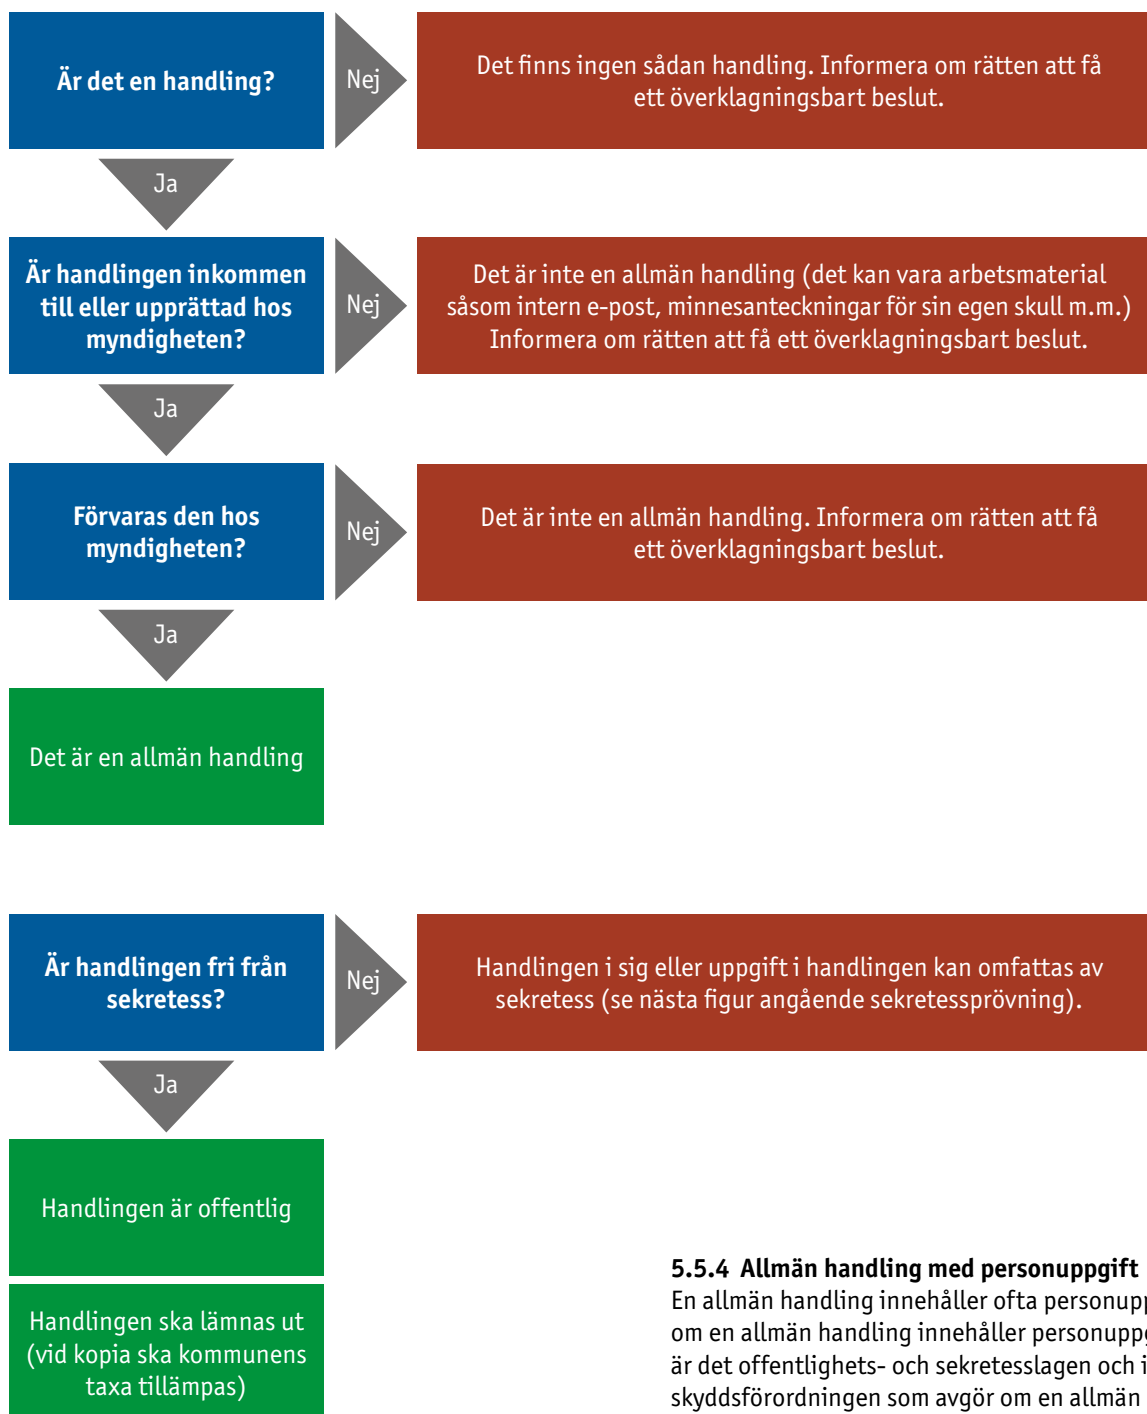 Är det en handling?
Nej
Det finns ingen sådan handling. Informera om rätten att få
ett överklagningsbart beslut.
Ja
Är handlingen inkommen
till eller upprättad hos
myndigheten?
Nej
Det är inte en allmän handling (det kan vara arbetsmaterial
såsom intern e-post, minnesanteckningar för sin egen skull m.m.)
Informera om rätten att få ett överklagningsbart beslut.
Ja
Förvaras den hos
myndigheten?
Nej
Det är inte en allmän handling. Informera om rätten att få
ett överklagningsbart beslut.
Ja
Det är en allmän handling
Är handlingen fri från
sekretess?
Nej
Handlingen i sig eller uppgift i handlingen kan omfattas av
sekretess (se nästa figur angående sekretessprövning).
Ja
Handlingen är offentlig
Handlingen ska lämnas ut
(vid kopia ska kommunens
taxa tillämpas)
5.5.4 Allmän handling med personuppgift
En allmän handling innehåller ofta
om en allmän handling innehåller
är det offentlighets- och sekretesslagen och
skyddsförordningen som avgör om en allmän